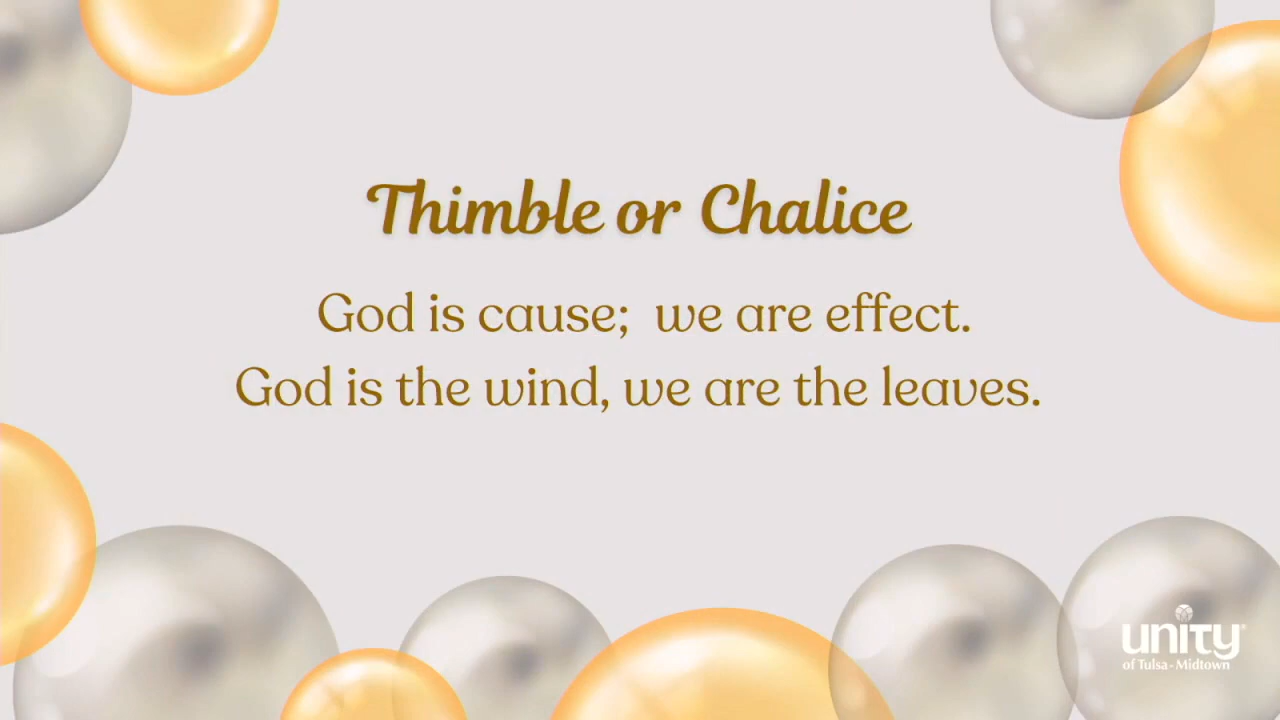 Thimble or Chalice
God is cause;  we are effect.
God is the wind, we are the leaves.
unity®
of Tulsa - Midtown